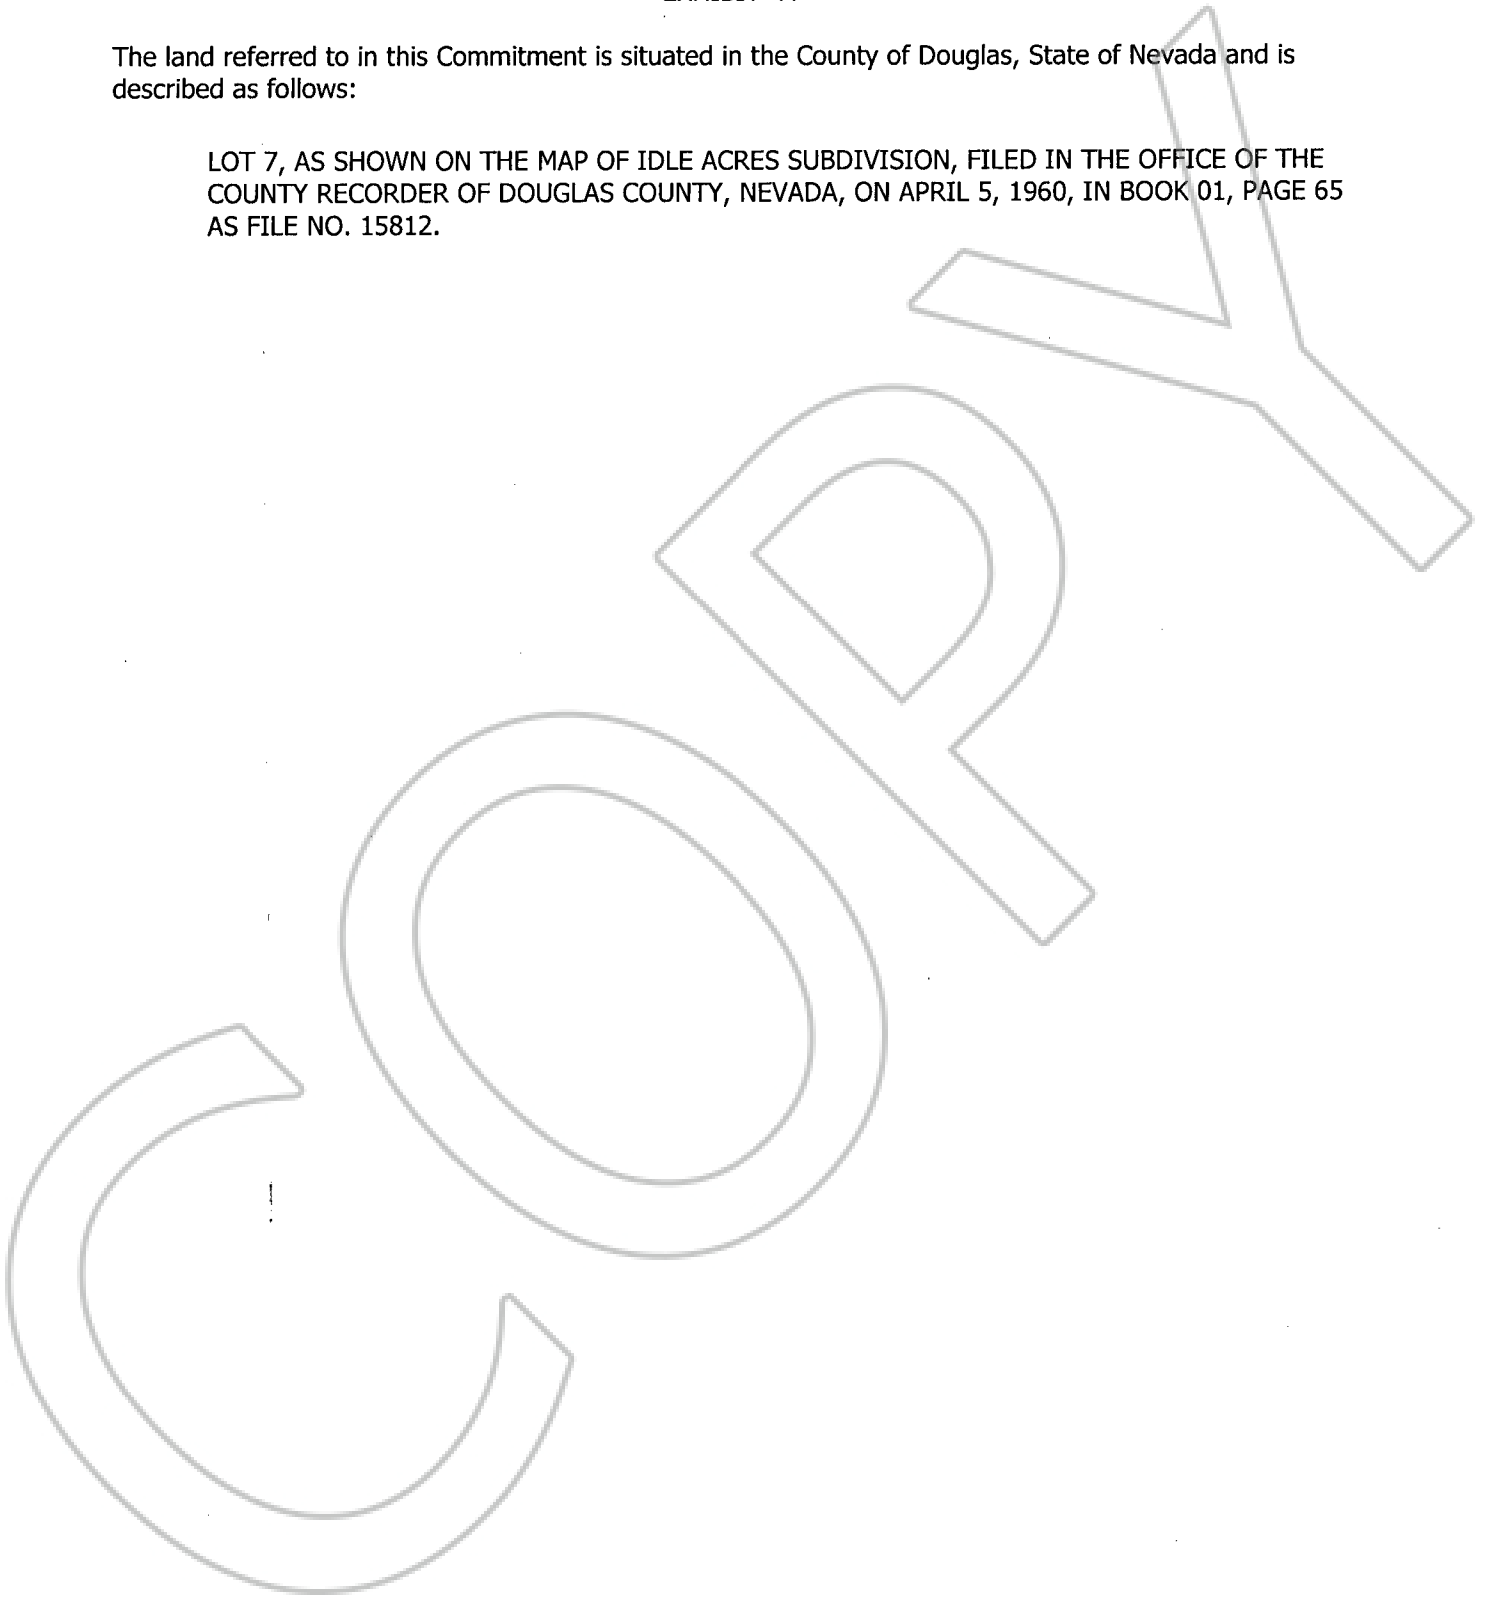 The land referred to in this Commitment is situated in the County of Douglas, State of Nevada and is
described as follows:
LOT 7, AS SHOWN ON THE MAP OF IDLE ACRES SUBDIVISION, FILED IN THE OFFICE OF THE
COUNTY RECORDER OF DOUGLAS COUNTY, NEVADA, ON APRIL 5, 1960, IN BOOK 01, PAGE 65
AS FILE NO. 15812.
COPY